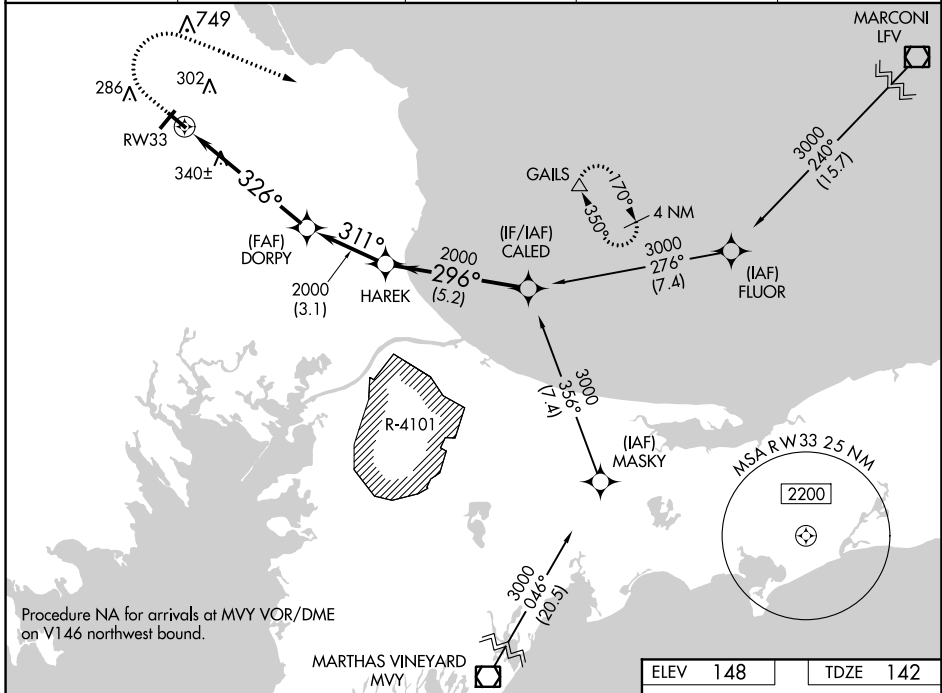 749
MARCONI
LFV
302
286
RW33
340±
326°
3000
240°
(15.7)
GAILS
170°
350°
4 NM
(FAF)
DORPY
311°
2000
(3.1)
HAREK
2000
296°
(5.2)
(IF/IAF)
CALED
3000
276°
(7.4)
(IAF)
FLUOR
3000
356°
(7.4)
R-4101
(IAF)
MASKY
MSA RW33 25 NM
2200
3000
046°
(20.5)
Procedure NA for arrivals at MVY VOR/DME
on V146 northwest bound.
MARTHAS VINEYARD
MVY
ELEV 148
TDZE 142